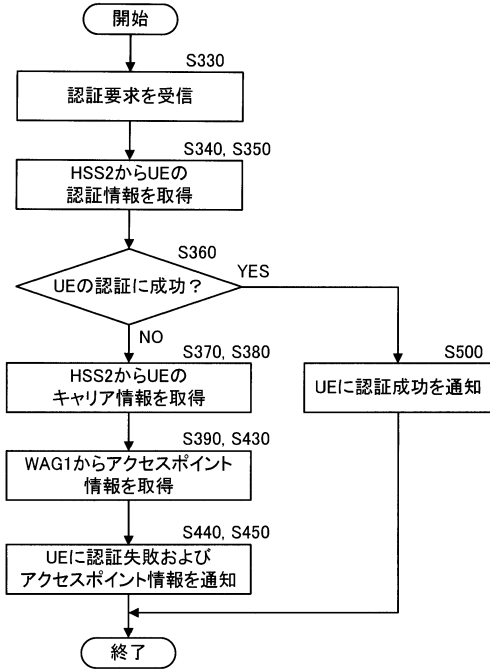 開始
S330
認証要求を受信
S340, S350
HSS2からUEの
認証情報を取得
S360
UEの認証に成功？
YES
NO
S370, S380
HSS2からUEの
キャリア情報を取得
S500
UEに認証成功を通知
S390, S430
WAG1からアクセスポイント
情報を取得
S440, S450
UEに認証失敗および
アクセスポイント情報を通知
終了